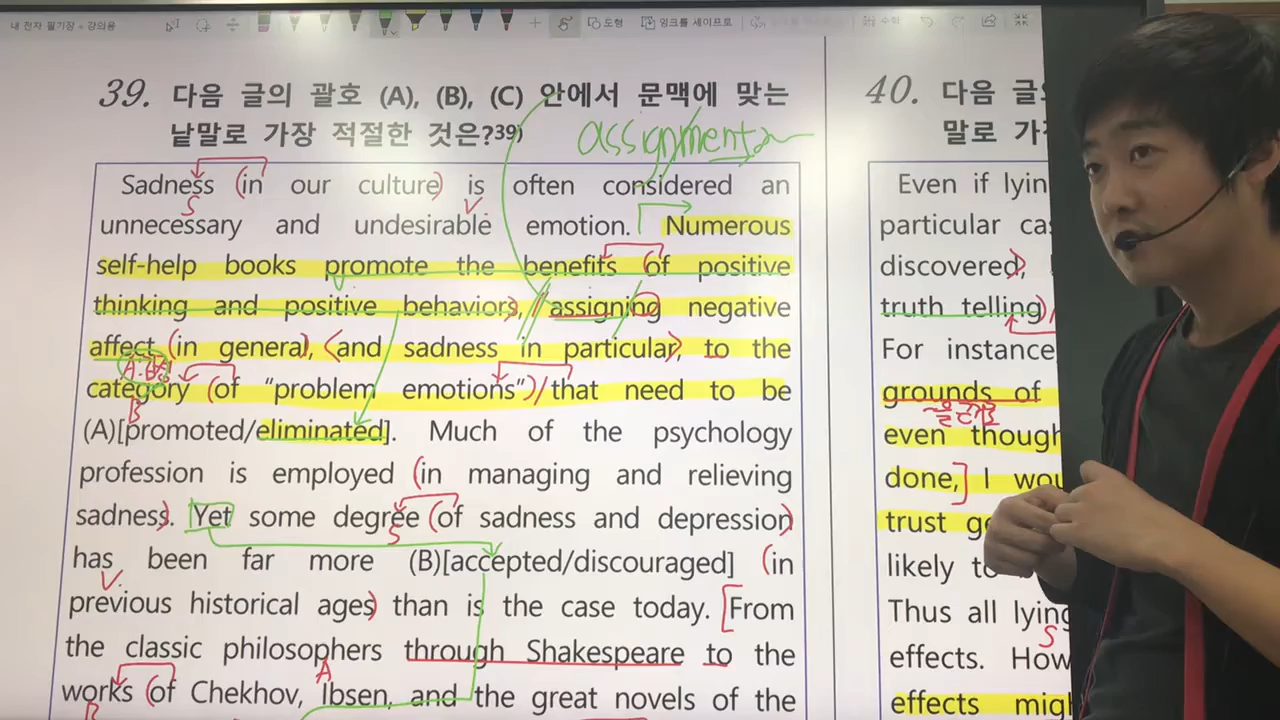 내 전자 필기장 » 강의용
도형
잉크를 셰이프로
수학
39. 다음 글의 괄호 (A), (B), (C) 안에서 문맥에 맞는
낱말로 가장 적절한 것은?39)
assignment
Sadness (in our culture) is often considered an
S V
unnecessary and undesirable emotion. Numerous
self-help books promote the benefits of positive
thinking and positive behaviors, assigning negative
affect (in general), <and sadness in particular>, to the
A
category (of “problem emotions”)/that need to be
B
(A)[promoted/eliminated]. Much of the psychology
profession is employed (in managing and relieving
sadness). Yet some degree (of sadness and depression)
S
has been far more (B)[accepted/discouraged] (in
V
previous historical ages) than is the case today. [From
the classic philosophers through Shakespeare to the
A
works (of Chekhov, Ibsen, and the great novels of the
B
40. 다음 글
말로 가
Even if lyin
particular cas
discovered>,
truth telling)/
For instance
grounds of
even though
done,] I wou
trust ge
likely to
Thus all lying
S
effects. How
effects mig